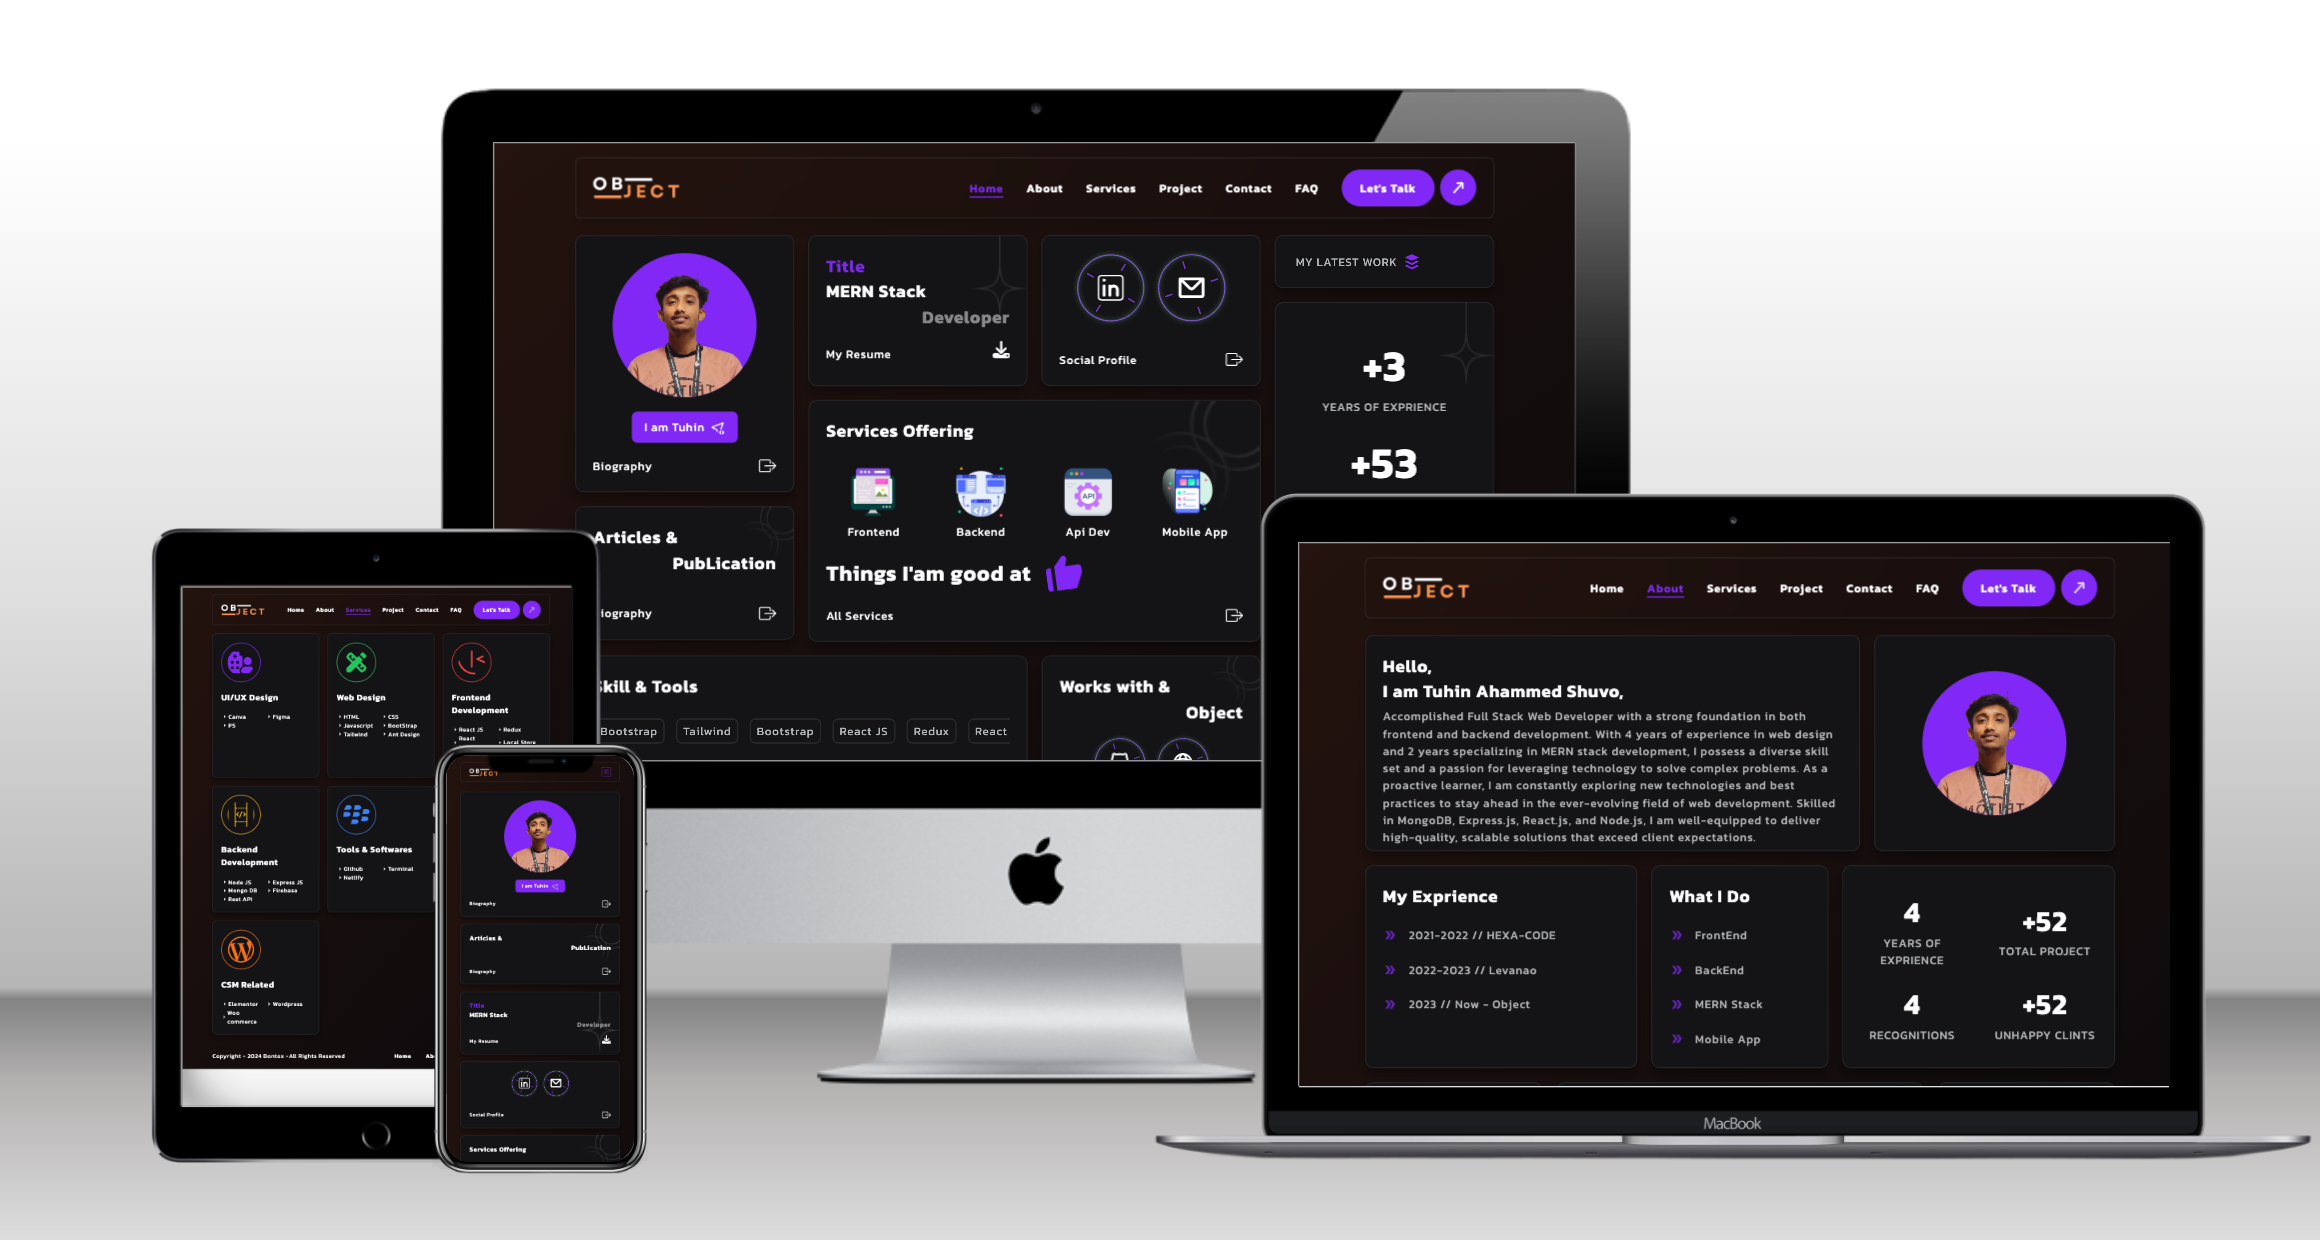 OBJECT
Home About Services Project Contact FAQ Let's Talk
Title
MERN Stack
Developer
My Resume
Social Profile
MY LATEST WORK
+3
YEARS OF EXPRIENCE
+53
I am Tuhin
Biography
Services Offering
API
Frontend Backend Api Dev Mobile App
Things I'am good at
All Services
Articles &
PubLication
iography
kill & Tools
Bootstrap Tailwind Bootstrap React JS Redux React
Works with &
Object
OBJECT
Home About Services Project Contact FAQ Let's Talk
Hello,
I am Tuhin Ahammed Shuvo,
Accomplished Full Stack Web Developer with a strong foundation in both
frontend and backend development. With 4 years of experience in web design
and 2 years specializing in MERN stack development, I possess a diverse skill
set and a passion for leveraging technology to solve complex problems. As a
proactive learner, I am constantly exploring new technologies and best
practices to stay ahead in the ever-evolving field of web development. Skilled
in MongoDB, Express.js, React.js, and Node.js, I am well-equipped to deliver
high-quality, scalable solutions that exceed client expectations.
My Exprience
2021-2022 // HEXA-CODE
2022-2023 // Levanao
2023 // Now - Object
What I Do
FrontEnd
BackEnd
MERN Stack
Mobile App
4
YEARS OF
EXPRIENCE
+52
TOTAL PROJECT
4
RECOGNITIONS
+52
UNHAPPY CLINTS
MacBook
OBJECT
Home About Services Project Contact FAQ Let's Talk
UI/UX Design
Canva Figma
PS
Web Design
HTML CSS
Javascript BootStrap
Tailwind Ant Design
Frontend
Development
React JS Redux
React Local Store
Backend
Development
Node JS Express JS
Mongo DB Firebase
Rest API
Tools & Softwares
Github Terminal
Netlify
CSM Related
Elementor Wordpress
Woo
commerce
Copyright - 2024 Bentox - All Rights Reserved Home Ab
OBJECT
I am Tuhin
Biography
Articles &
PubLication
Biography
Title
MERN Stack
Developer
My Resume
Social Profile
Services Offering